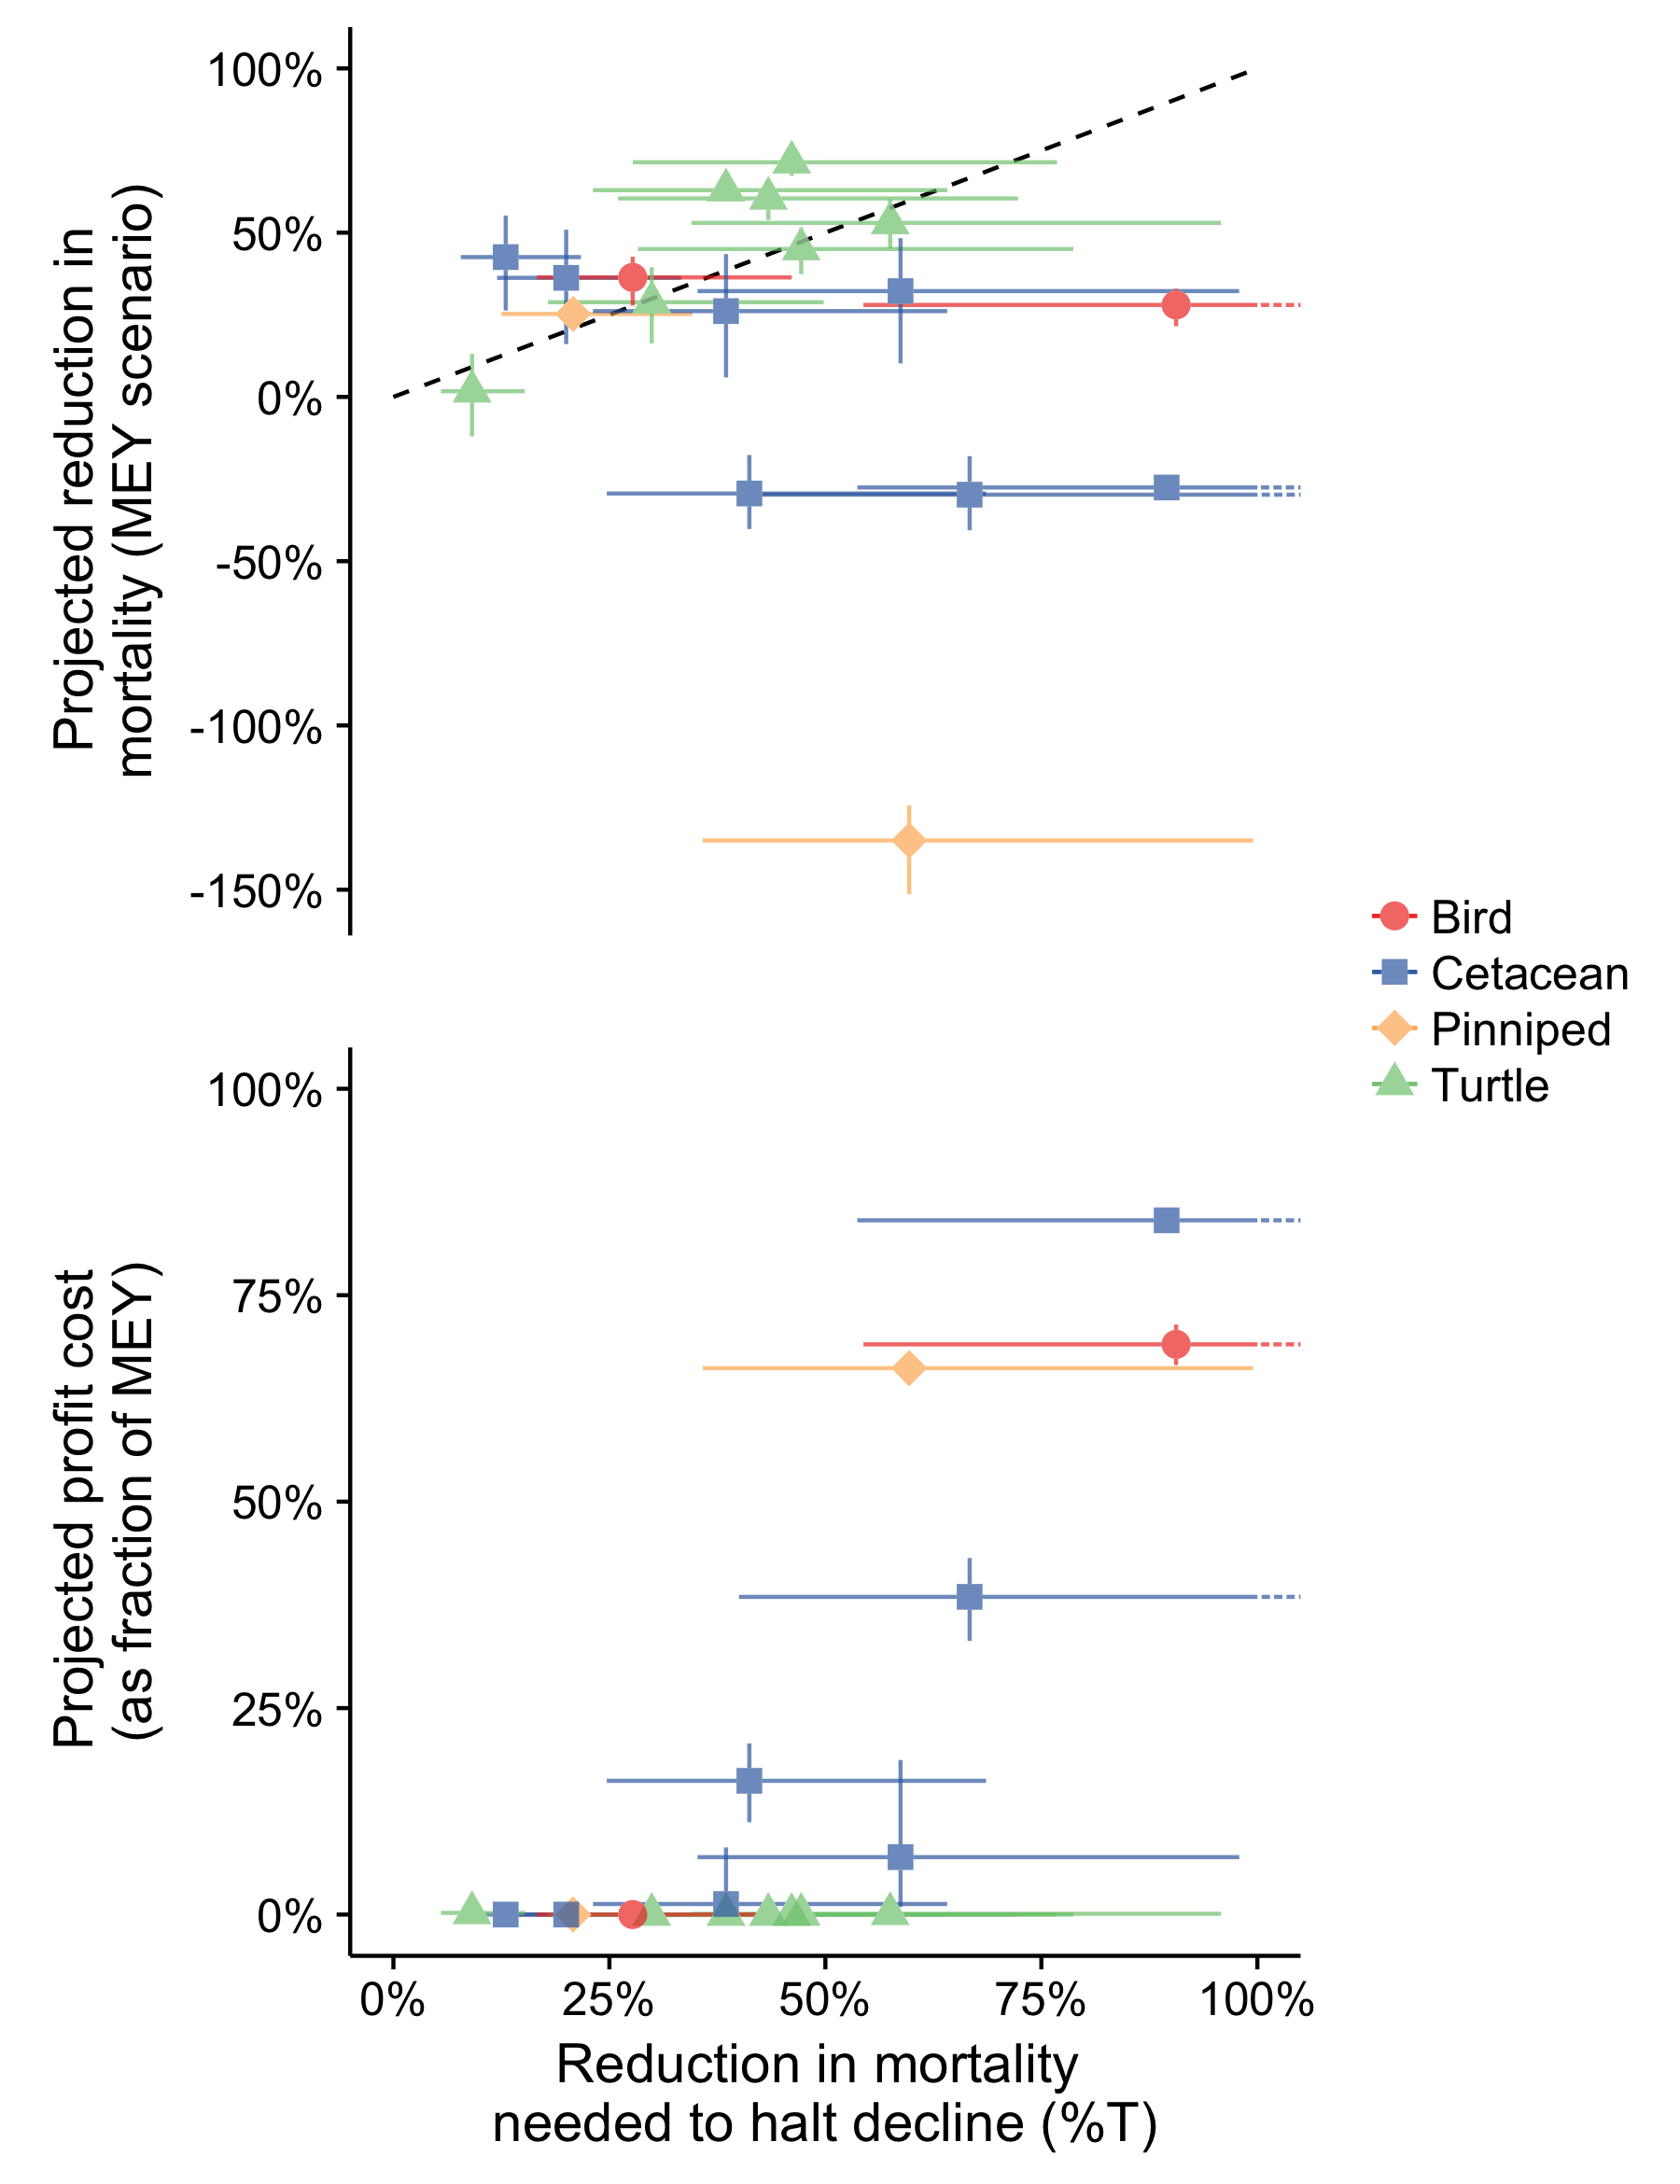 Projected reduction in
mortality (MEY scenario)
100%
50%
0%
-50%
-100%
-150%
Bird
Cetacean
Pinniped
Turtle
Projected profit cost
(as fraction of MEY)
100%
75%
50%
25%
0%
0% 25% 50% 75% 100%
Reduction in mortality
needed to halt decline (%T)